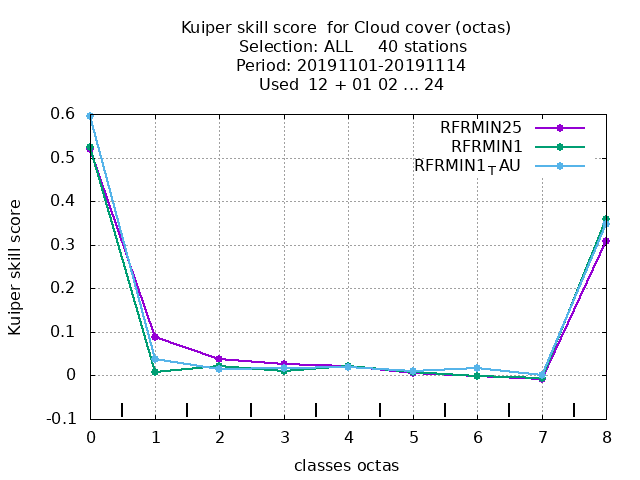 Kuiper skill score  for Cloud cover (octas)
Selection: ALL     40 stations
Period: 20191101-20191114
Used  12 + 01 02 ... 24
RFRMIN25
RFRMIN1
RFRMIN1TAU
0.6
0.5
0.4
0.3
0.2
0.1
0
-0.1
Kuiper skill score
0 1 2 3 4 5 6 7 8
classes octas